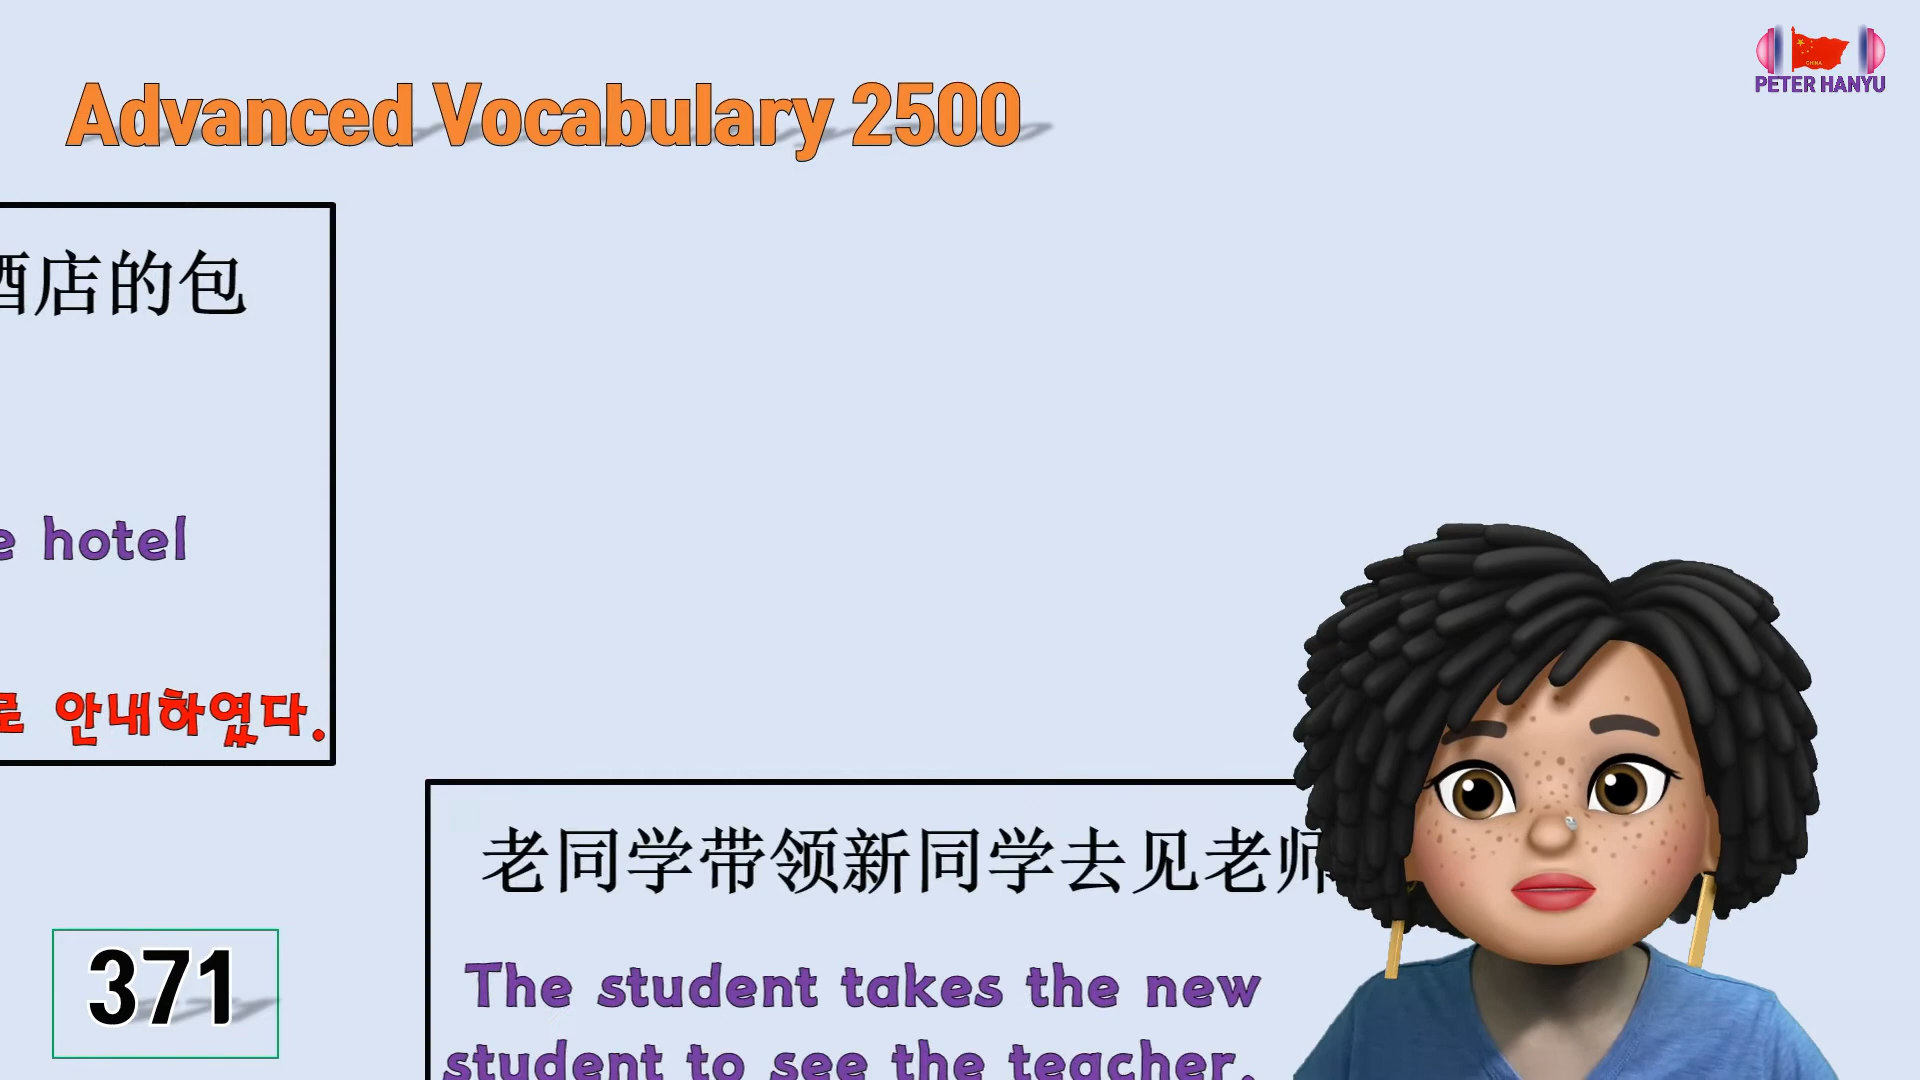 Advanced Vocabulary 2500
CHINA
PETER HANYU
酒店的包
hotel
안내하였다.
老同学带领新同学去见老师
The student takes the new
student to see the teacher.
371